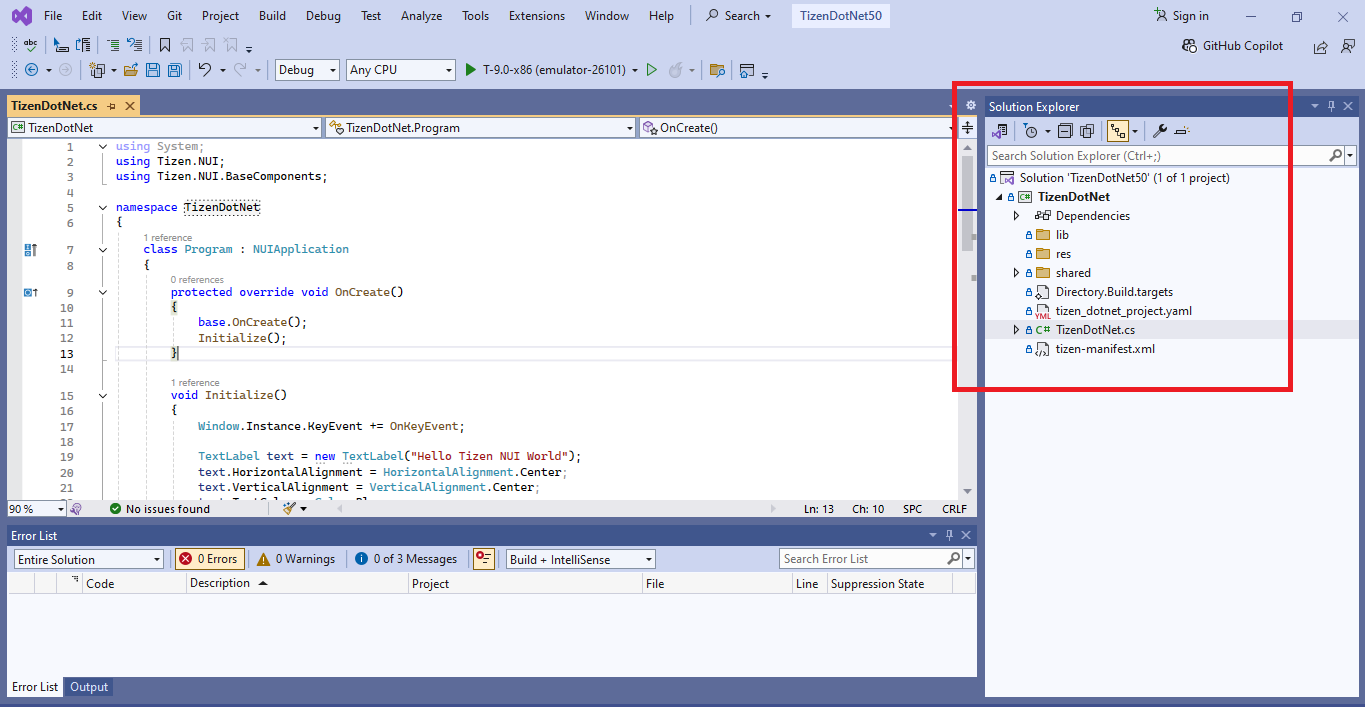 File Edit View Git Project Build Debug Test Analyze Tools Extensions Window Help Search TizenDotNet50 Sign in
abc GitHub Copilot
Debug Any CPU T-9.0-x86 (emulator-26101)
TizenDotNet.cs
C# TizenDotNet TizenDotNet.Program OnCreate()
1 using System;
2 using Tizen.NUI;
3 using Tizen.NUI.BaseComponents;
4
5 namespace TizenDotNet
6 {
1 reference
7 class Program : NUIApplication
8 {
0 references
9 protected override void OnCreate()
10 {
11 base.OnCreate();
12 Initialize();
13 }
14
1 reference
15 void Initialize()
16 {
17 Window.Instance.KeyEvent += OnKeyEvent;
18
19 TextLabel text = new TextLabel("Hello Tizen NUI World");
20 text.HorizontalAlignment = HorizontalAlignment.Center;
21 text.VerticalAlignment = VerticalAlignment.Center;
90 % No issues found Ln: 13 Ch: 10 SPC CRLF
Error List
Entire Solution 0 Errors 0 Warnings 0 of 3 Messages Build + IntelliSense Search Error List
Code Description Project File Line Suppression State
Error List Output
Solution Explorer
Search Solution Explorer (Ctrl+;)
Solution 'TizenDotNet50' (1 of 1 project)
C# TizenDotNet
Dependencies
lib
res
shared
Directory.Build.targets
YML tizen_dotnet_project.yaml
C# TizenDotNet.cs
tizen-manifest.xml